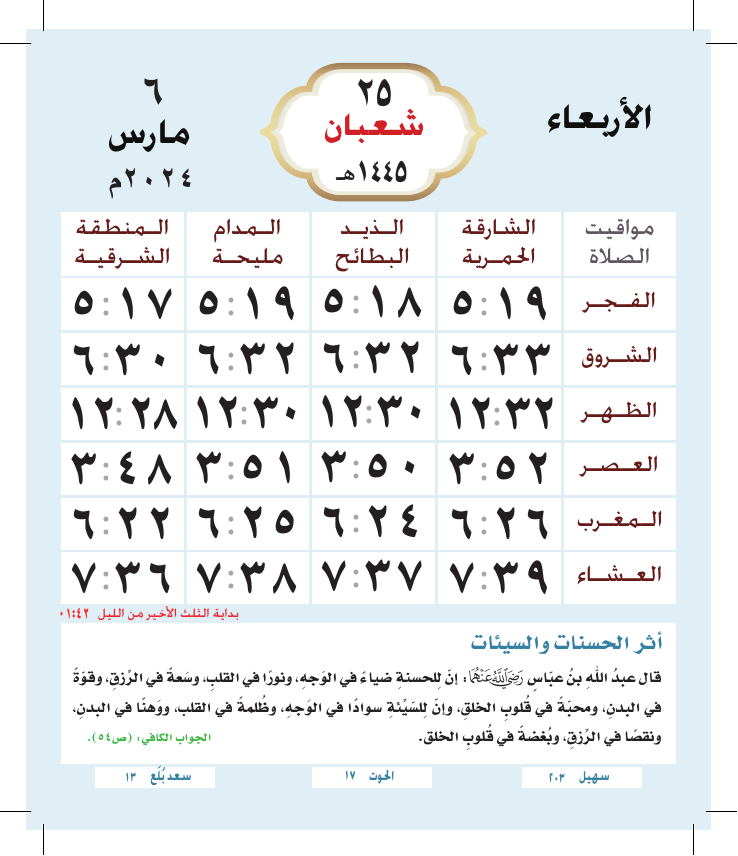 الأربعاء
٢٥
شعبان
١٤٤٥هـ
٦
مارس
٢٠٢٤م
مواقيت الصلاة | الشارقة الحمرية | الذيد البطائح | المدام مليحة | المنطقة الشرقية
الفجر ٥:١٩ ٥:١٨ ٥:١٩ ٥:١٧
الشروق ٦:٣٣ ٦:٣٢ ٦:٣٢ ٦:٣٠
الظهر ١٢:٣٢ ١٢:٣٠ ١٢:٣٠ ١٢:٢٨
العصر ٣:٥٢ ٣:٥٠ ٣:٥١ ٣:٤٨
المغرب ٦:٢٦ ٦:٢٤ ٦:٢٥ ٦:٢٢
العشاء ٧:٣٩ ٧:٣٧ ٧:٣٨ ٧:٣٦
بداية الثلث الأخير من الليل ٠١:٤٢
أثر الحسنات والسيئات
قال عبدُ اللهِ بنُ عبّاسٍ رَضِيَ اللَّهُ عَنْهُمَا: إنّ لِلحسنةِ ضياءً في الوَجهِ، ونورًا في القلبِ، وسَعةً في الرِّزقِ، وقوّةً
في البدنِ، ومحبّةً في قُلوبِ الخلقِ، وإنّ لِلسَّيِّئةِ سوادًا في الوَجهِ، وظُلمةً في القلبِ، ووَهنًا في البدنِ،
ونقصًا في الرِّزقِ، وبُغضةً في قُلوبِ الخلقِ. الجواب الكافي: (ص٥٤).
سهيل ٢٠٣
الحوت ١٧
سعد بُلَع ١٣